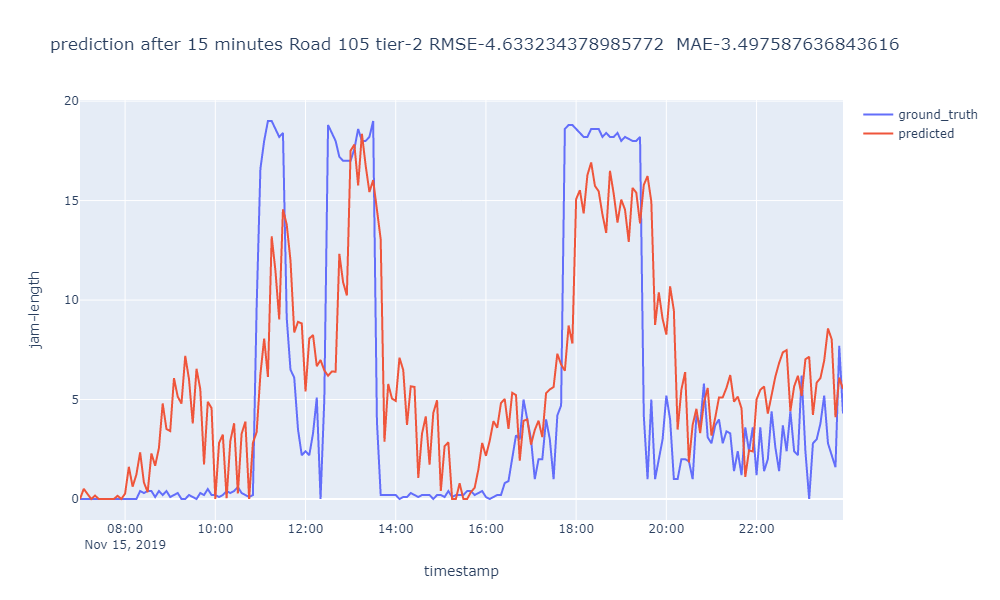 prediction after 15 minutes Road 105 tier-2 RMSE-4.633234378985772  MAE-3.497587636843616
ground_truth
predicted
jam-length
20
15
10
5
0
08:00 10:00 12:00 14:00 16:00 18:00 20:00 22:00
Nov 15, 2019
timestamp